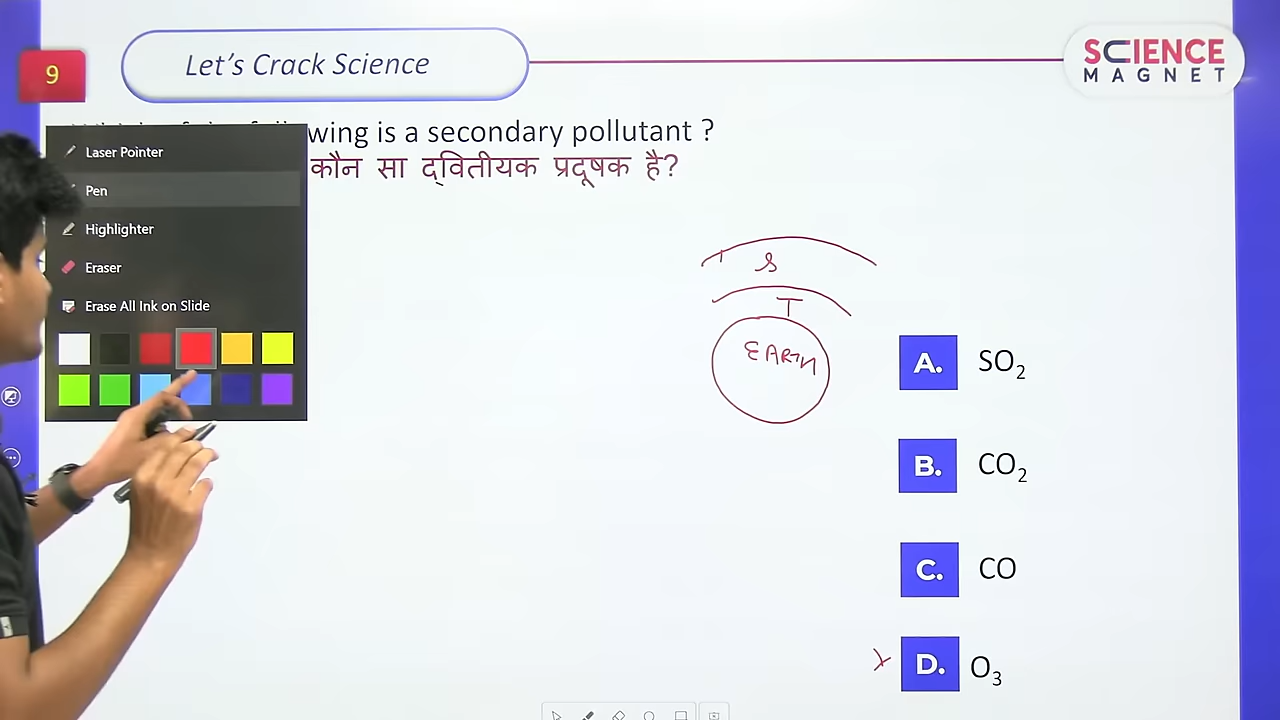 9
Let's Crack Science
SCIENCE
MAGNET
wing is a secondary pollutant ?
कौन सा द्वितीयक प्रदूषक है?
Laser Pointer
Pen
Highlighter
Eraser
Erase All Ink on Slide
S
T
EARTH
A. SO2
B. CO2
C. CO
D. O3